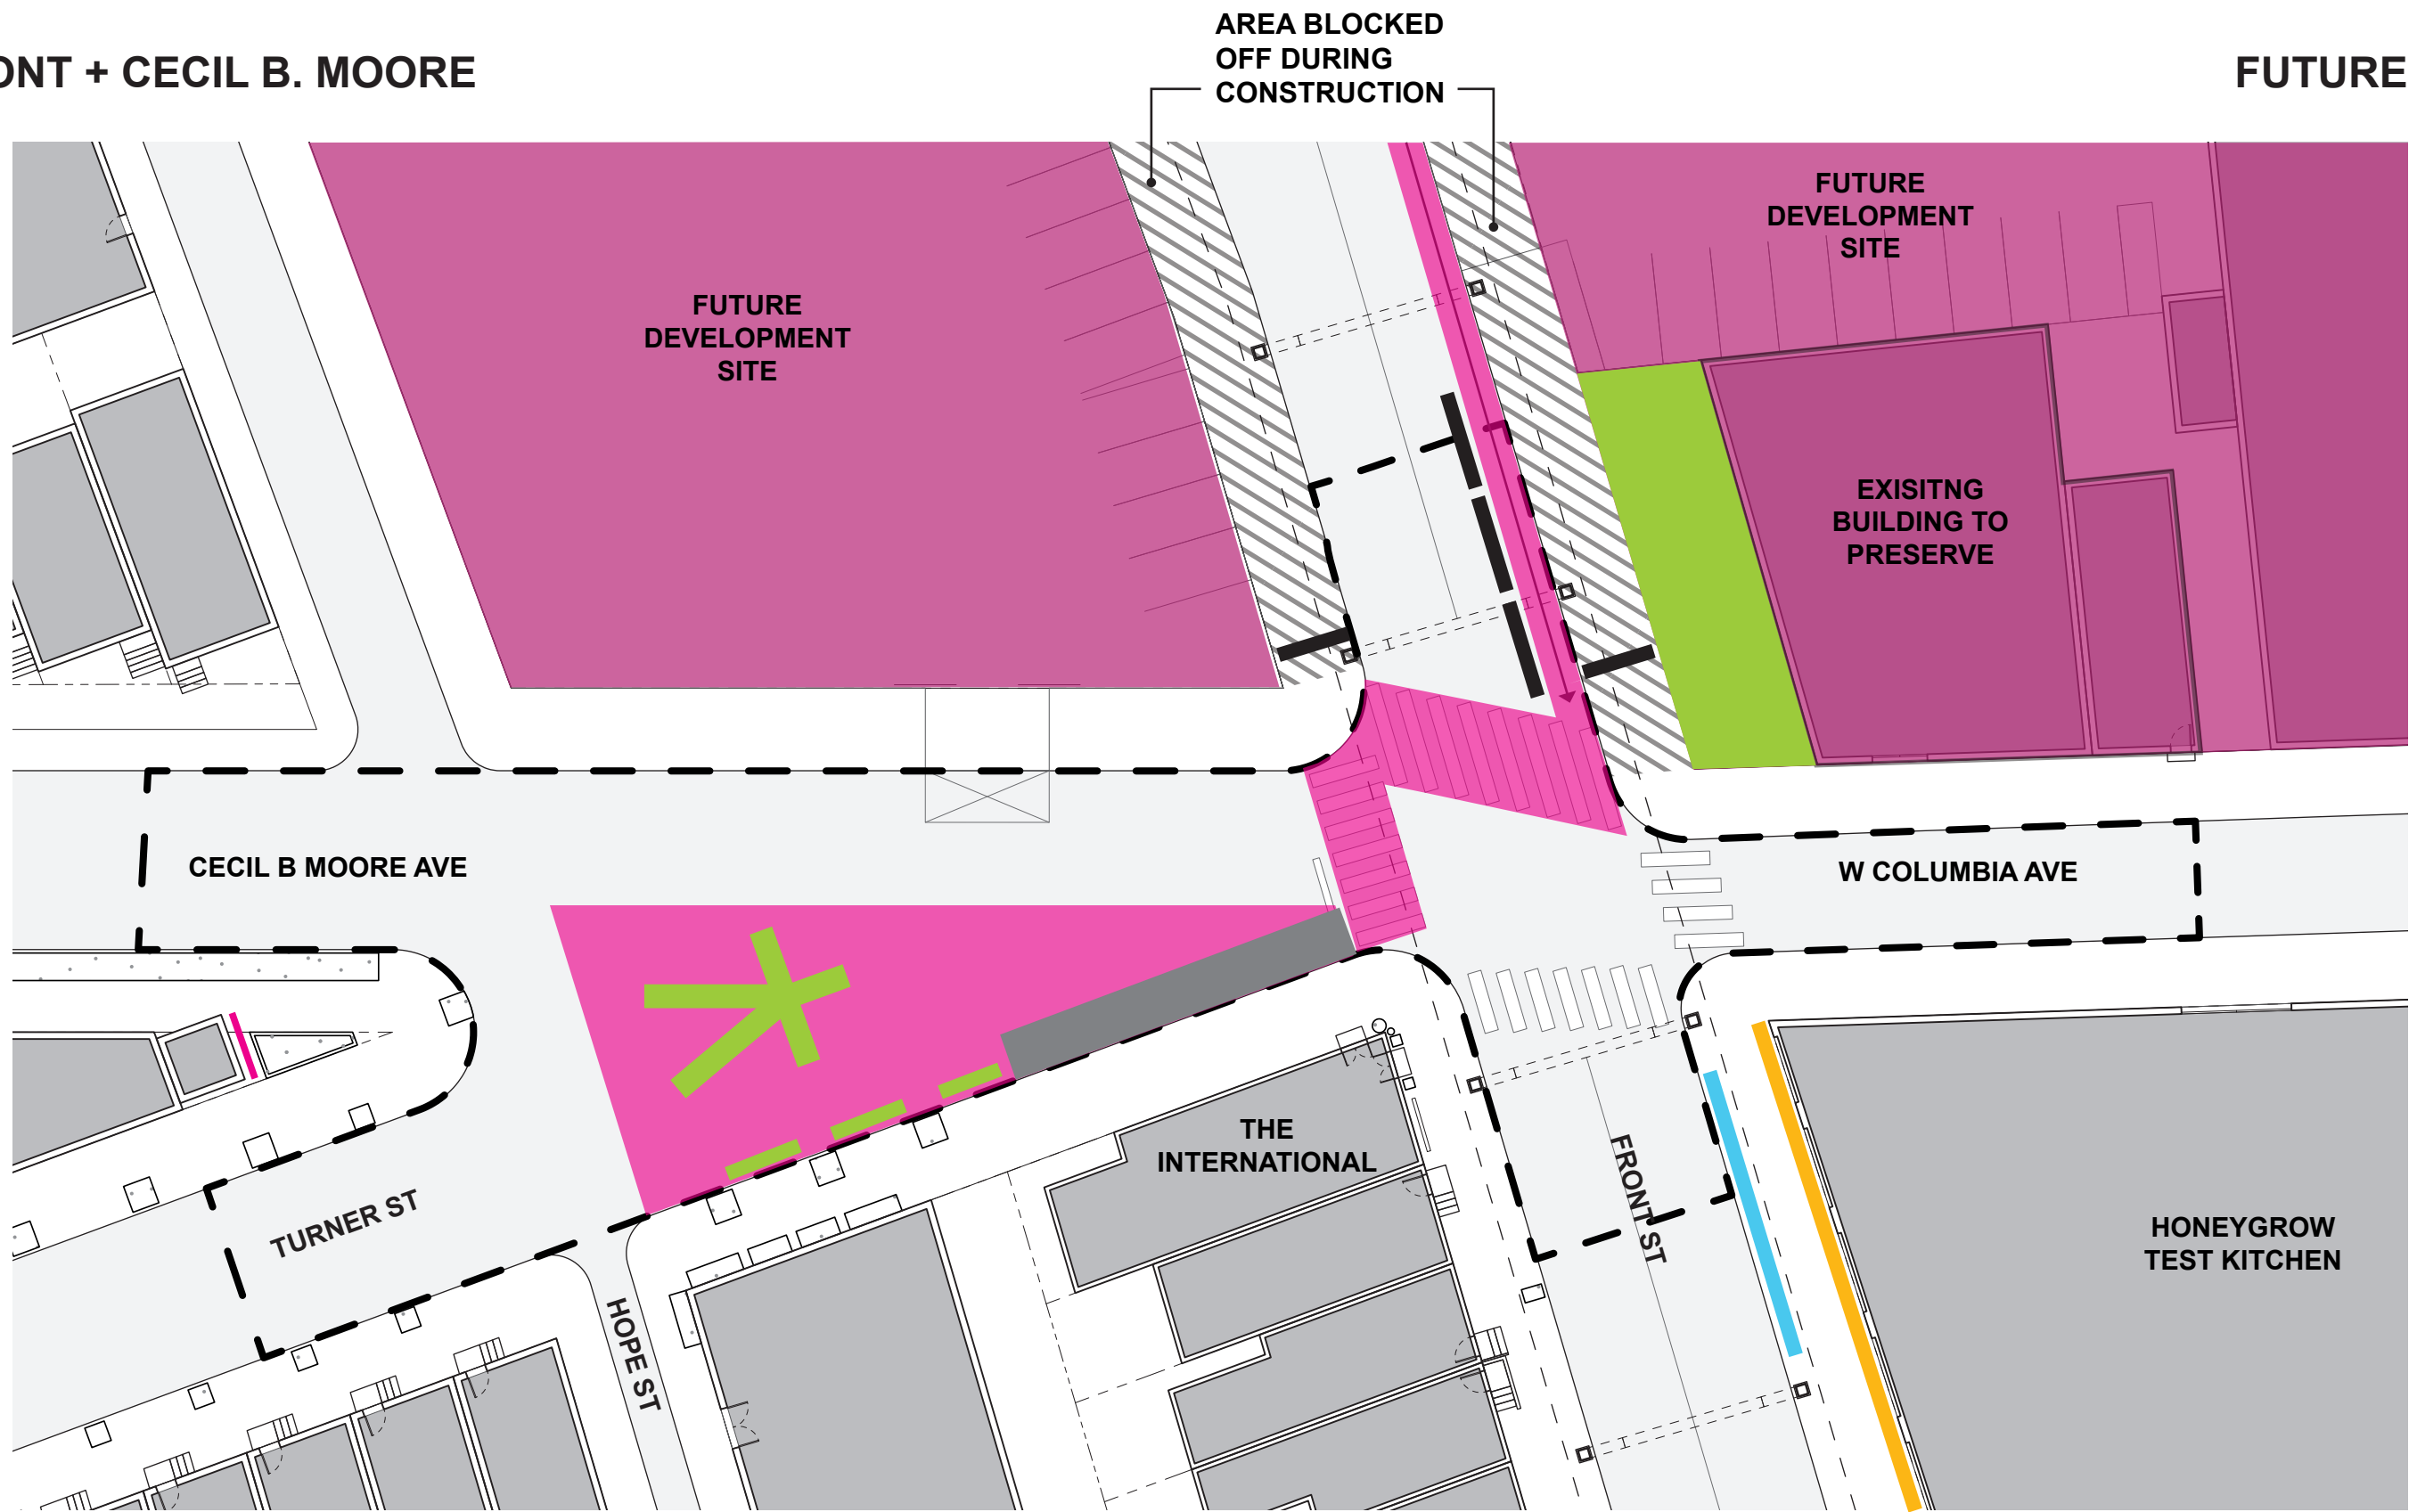 ONT + CECIL B. MOORE
AREA BLOCKED
OFF DURING
CONSTRUCTION
FUTURE
FUTURE
DEVELOPMENT
SITE
FUTURE
DEVELOPMENT
SITE
EXISITNG
BUILDING TO
PRESERVE
CECIL B MOORE AVE
W COLUMBIA AVE
THE
INTERNATIONAL
TURNER ST
HOPE ST
FRONT ST
HONEYGROW
TEST KITCHEN